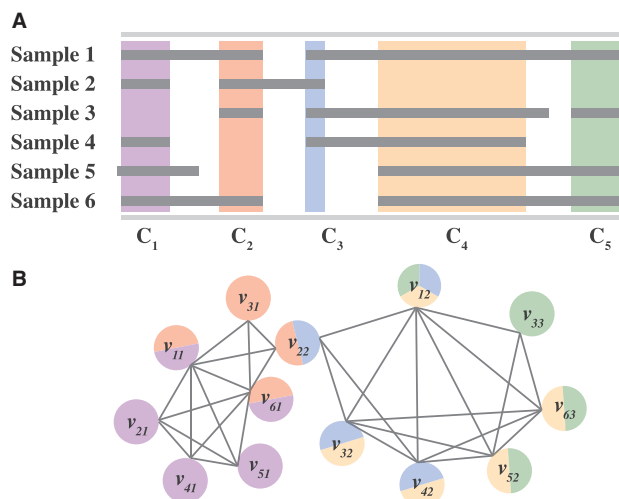 A
Sample 1
Sample 2
Sample 3
Sample 4
Sample 5
Sample 6
C1 C2 C3 C4 C5
B
v31
v12
v33
v11
v22
v61
v63
v21
v32
v52
v51
v41
v42